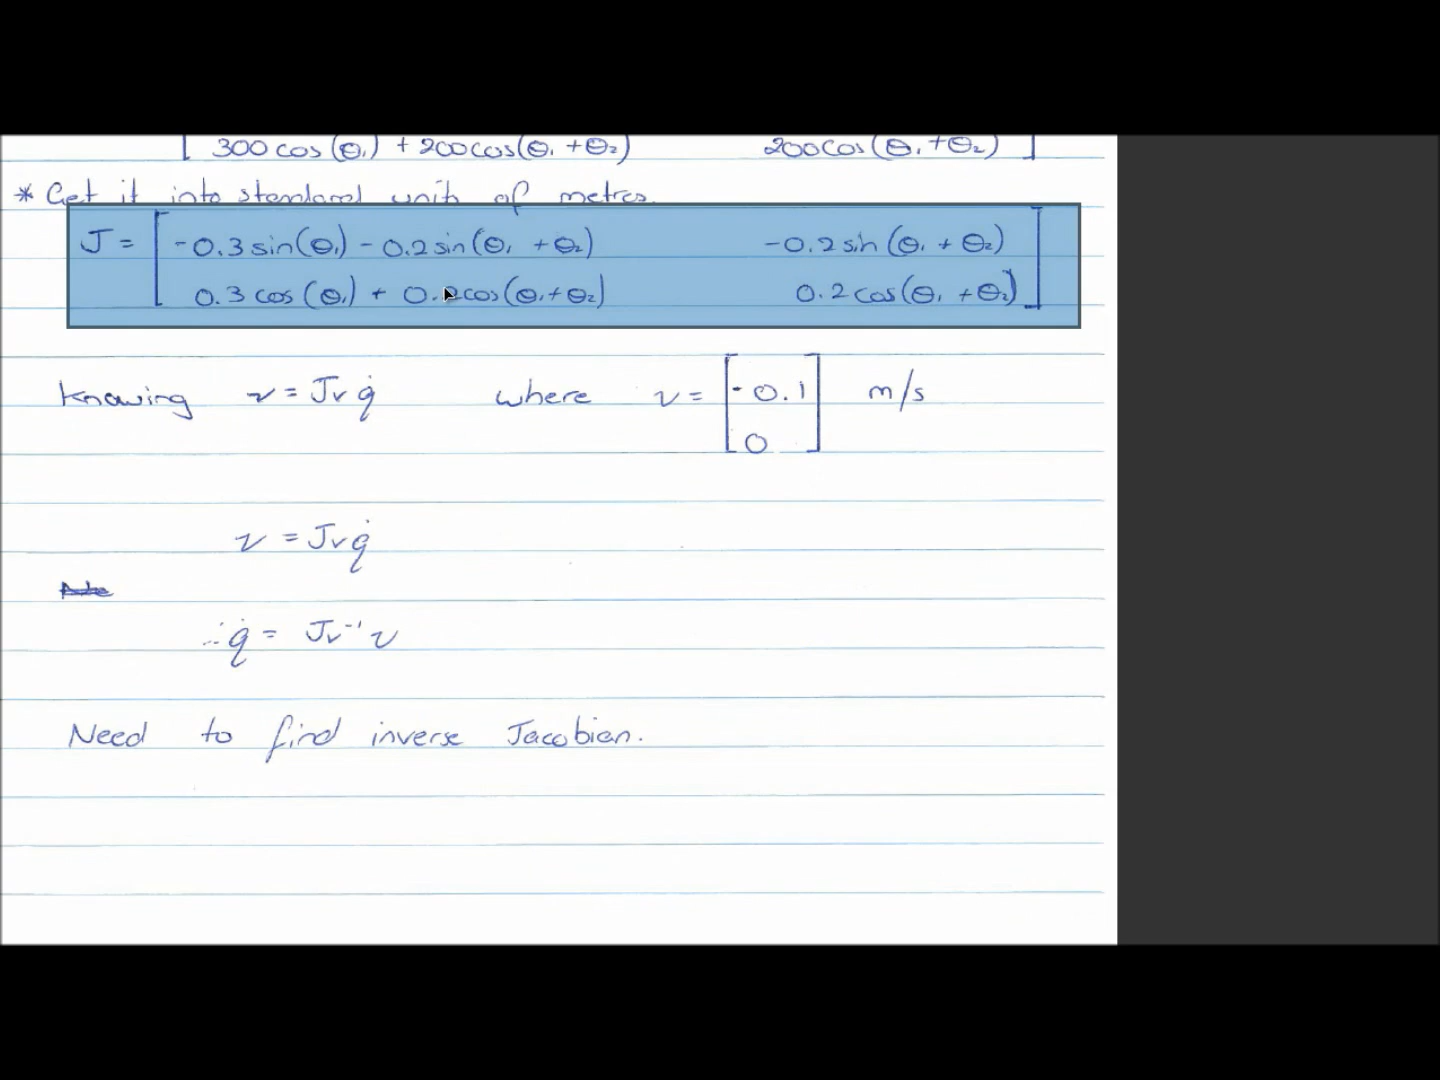 300 cos(θ₁) + 200cos(θ₁ + θ₂) 200cos(θ₁ + θ₂)
* Get it into standard units of metres.
J = [ -0.3 sin(θ₁) - 0.2 sin(θ₁ + θ₂) -0.2 sin(θ₁ + θ₂)
0.3 cos(θ₁) + 0.2cos(θ₁+θ₂) 0.2 cos(θ₁ + θ₂) ]
Knowing v = Jv q̇ where v = [ -0.1 m/s
0 ]
v = Jv q̇
∴ q̇ = Jv⁻¹ v
Need to find inverse Jacobian.